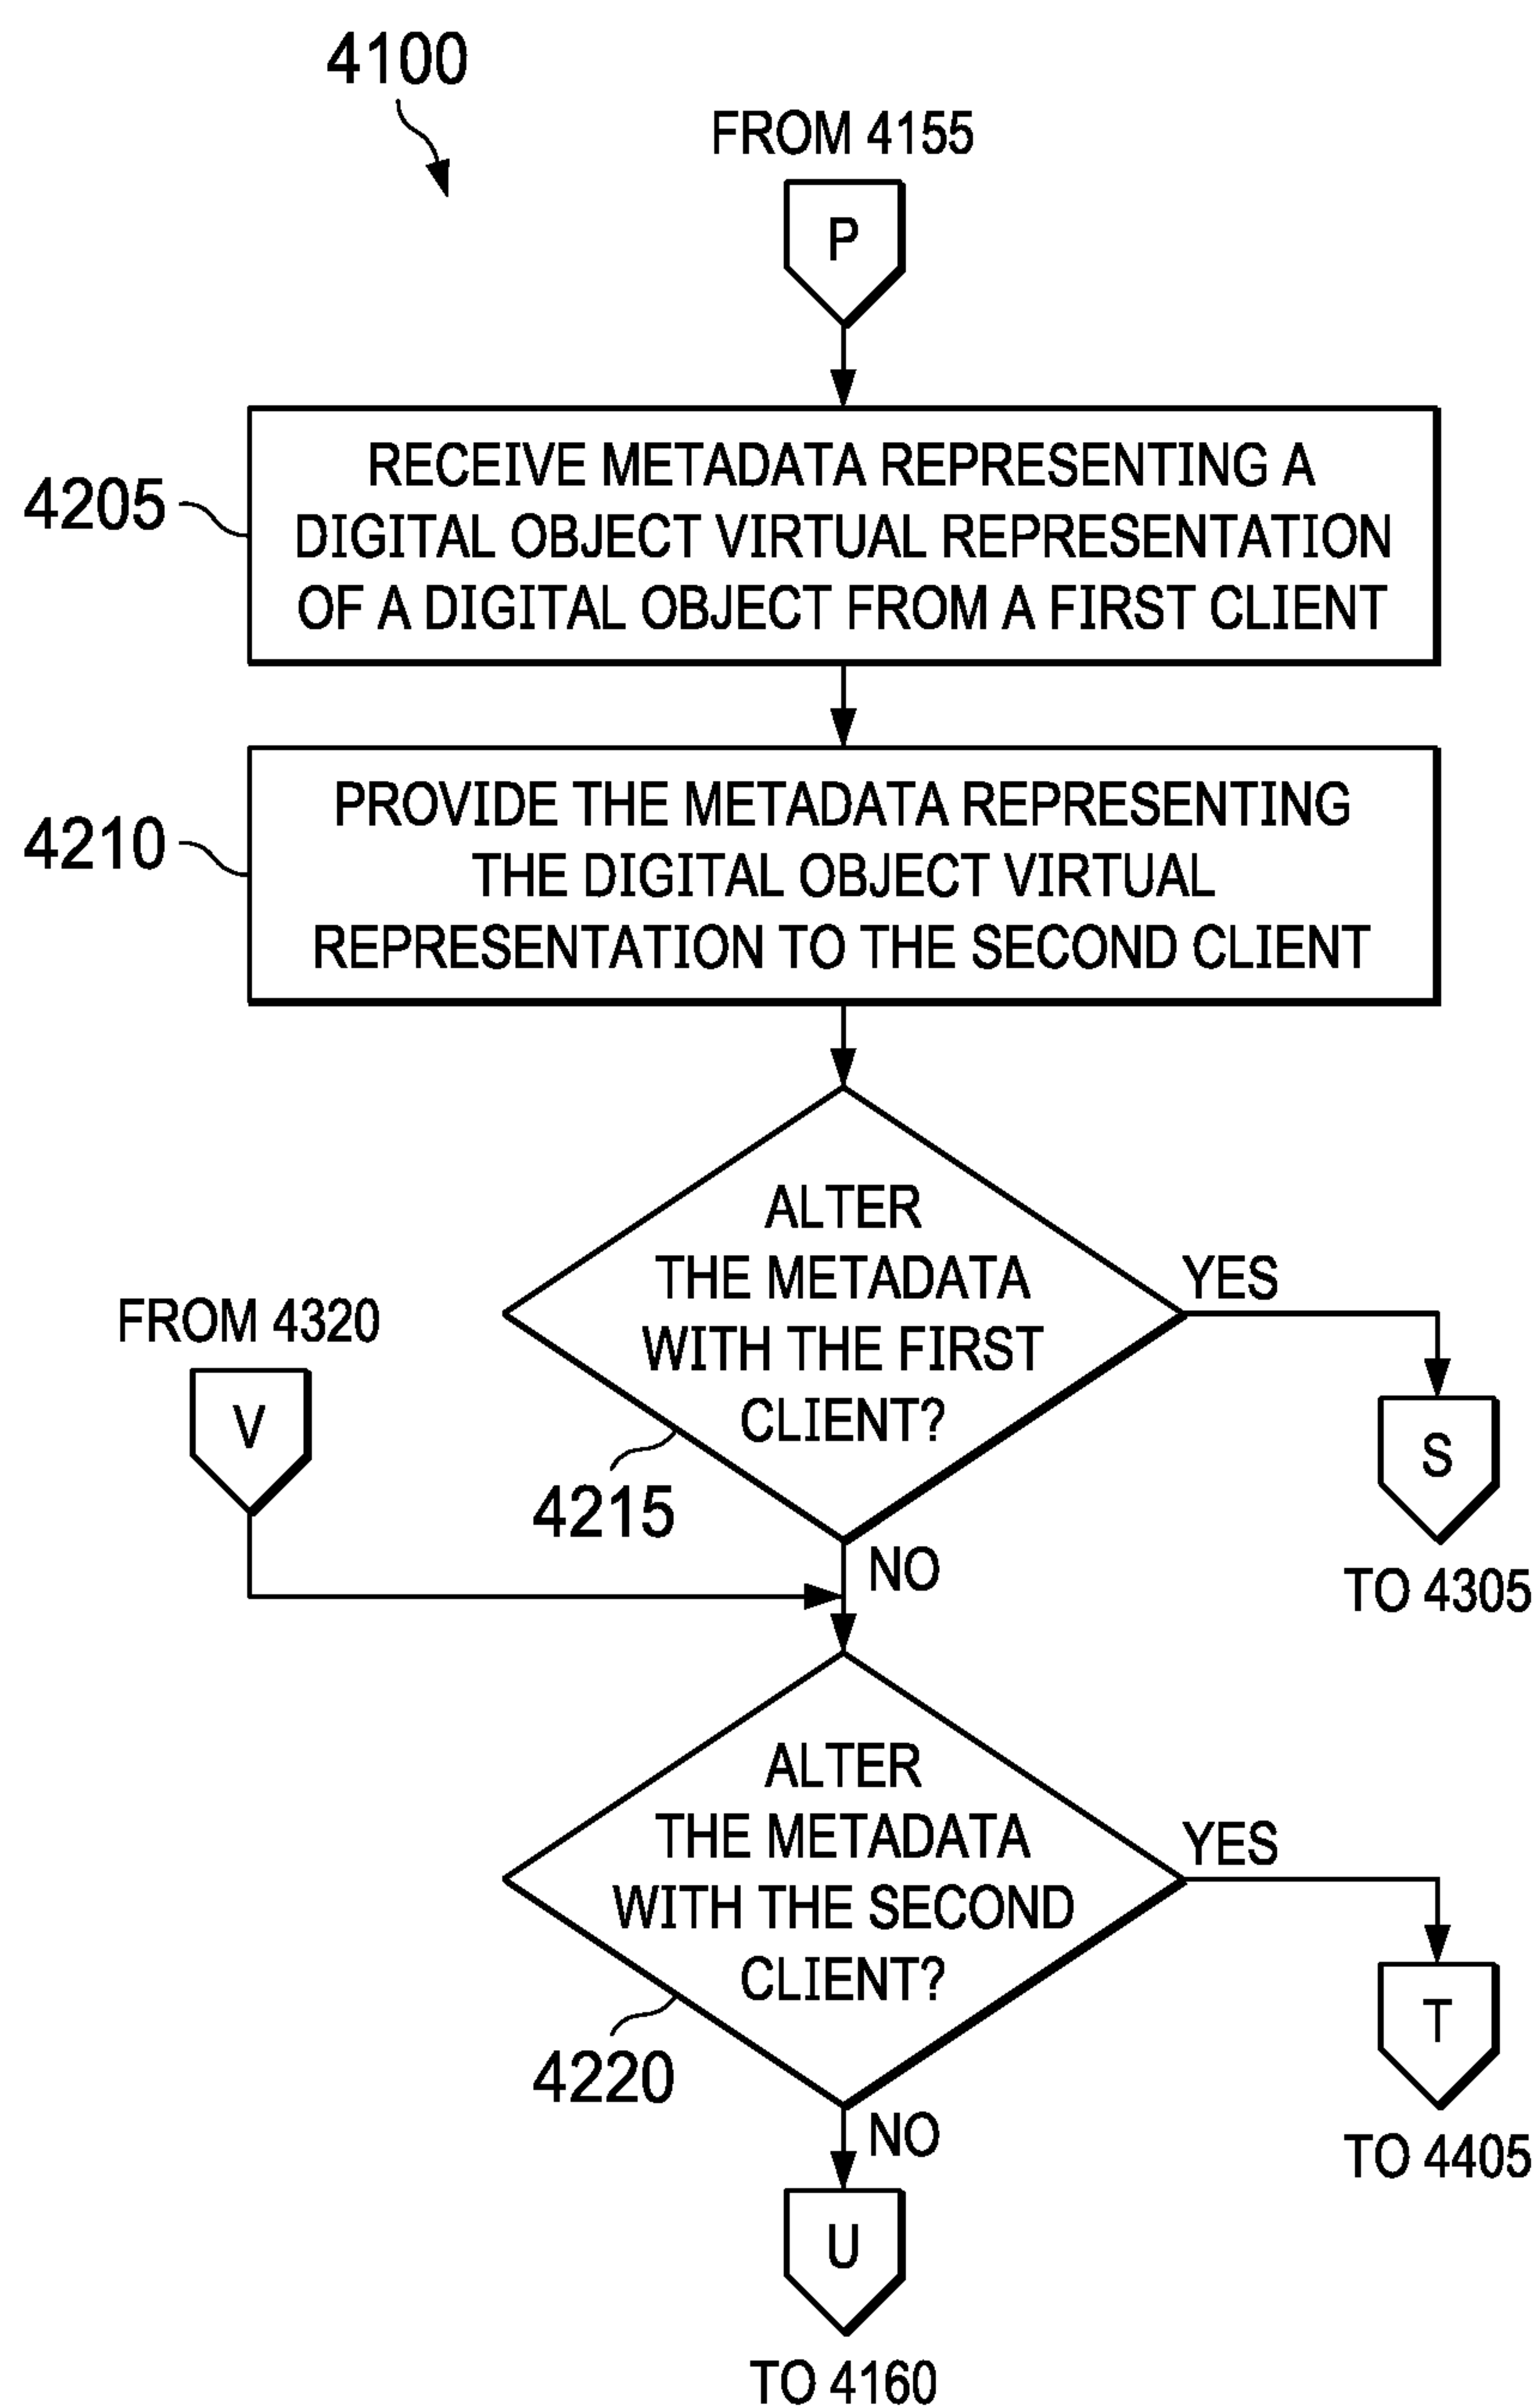 4100
FROM 4155
P
4205
RECEIVE METADATA REPRESENTING A
DIGITAL OBJECT VIRTUAL REPRESENTATION
OF A DIGITAL OBJECT FROM A FIRST CLIENT
4210
PROVIDE THE METADATA REPRESENTING
THE DIGITAL OBJECT VIRTUAL
REPRESENTATION TO THE SECOND CLIENT
ALTER
THE METADATA
WITH THE FIRST
CLIENT?
YES
4215
FROM 4320
V
S
TO 4305
NO
ALTER
THE METADATA
WITH THE SECOND
CLIENT?
YES
4220
T
TO 4405
NO
U
TO 4160